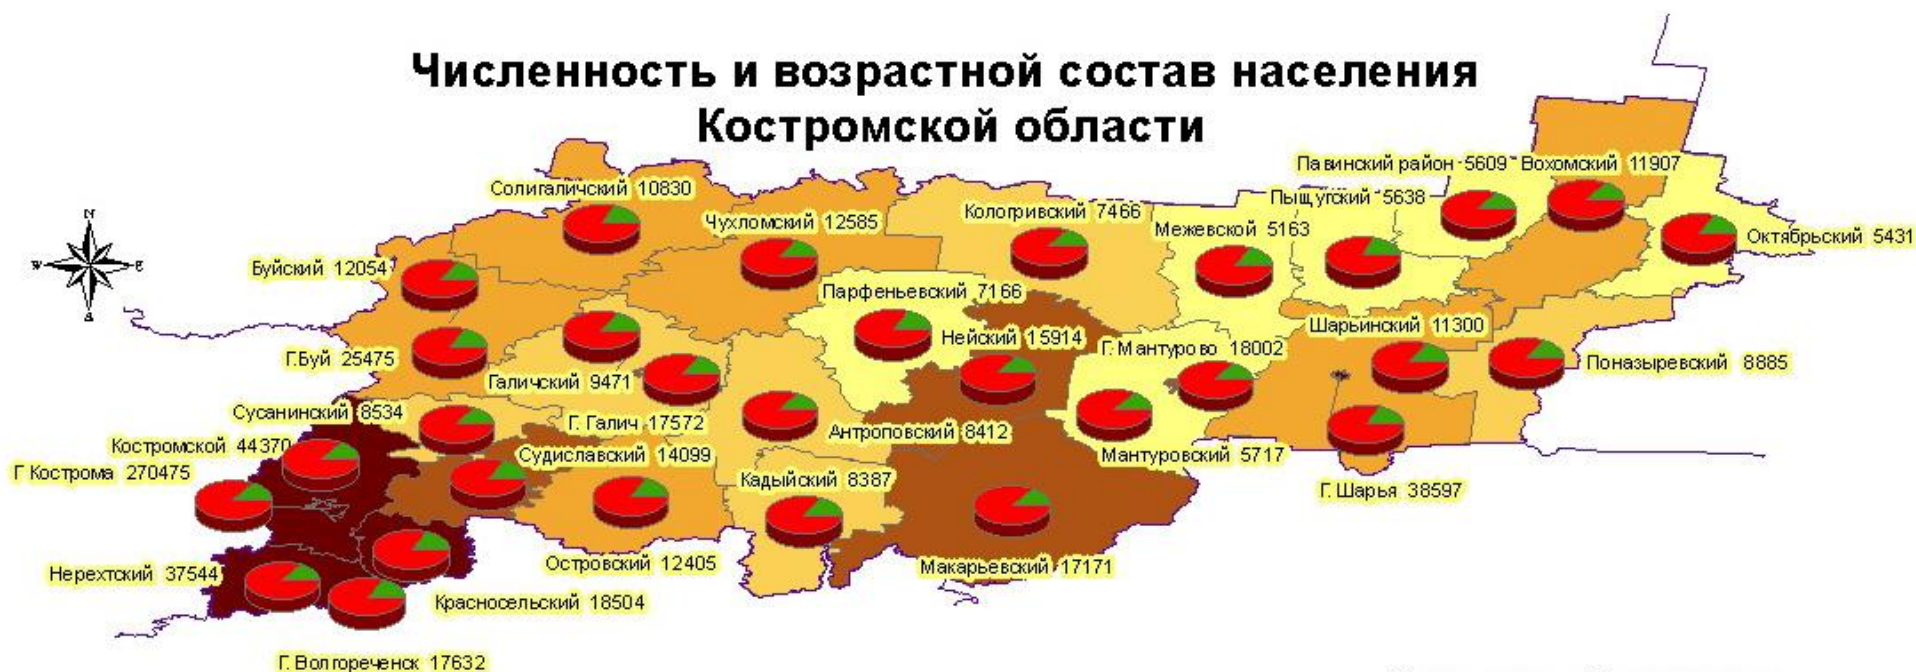 Численность и возрастной состав населения
Костромской области
Павинский район 5609
Вохомский 11907
Солигаличский 10830
Пыщугский 5638
Кологривский 7466
Чухломский 12585
Межевской 5163
N
Октябрьский 5431
W
E
Буйский 12054
Парфеньевский 7166
Шарьинский 11300
Нейский 15914
Г. Мантурово 18002
Г.Буй 25475
Поназыревский 8885
Галичский 9471
Сусанинский 8534
Г. Галич 17572
Антроповский 8412
Костромской 44370
Судиславский 14099
Мантуровский 5717
Г Кострома 270475
Кадыйский 8387
Г. Шарья 38597
Островский 12405
Макарьевский 17171
Нерехтский 37544
Красносельский 18504
Г. Волгореченск 17632